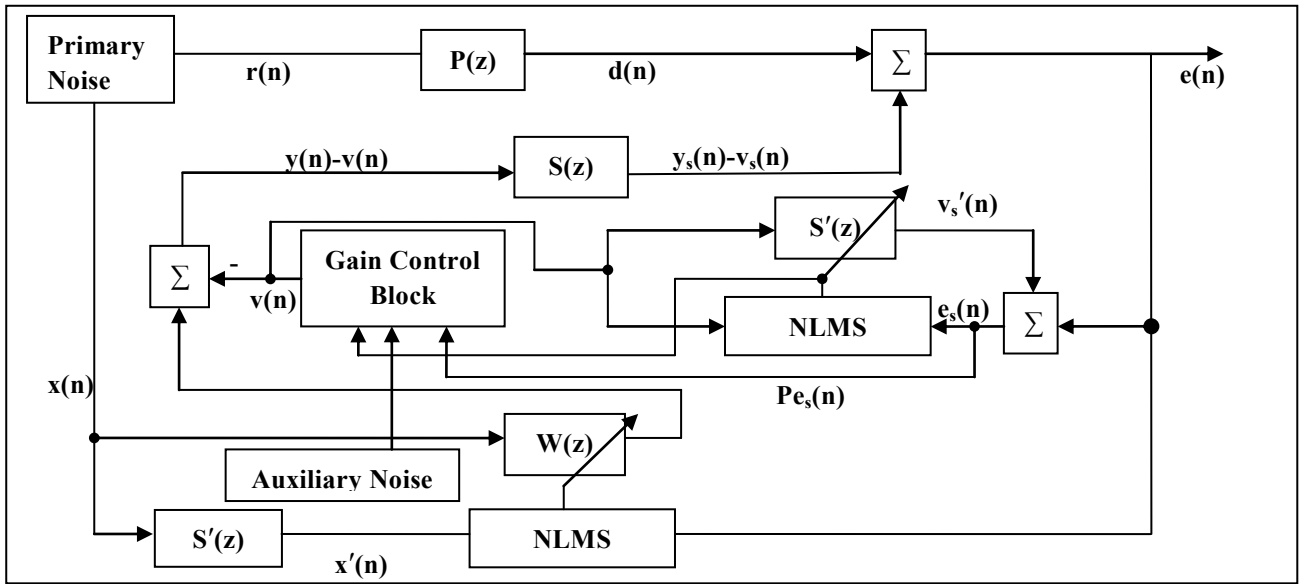 Primary
Noise
r(n)
P(z)
d(n)
∑
e(n)
y(n)-v(n)
S(z)
yₛ(n)-vₛ(n)
S′(z)
vₛ′(n)
∑
-
v(n)
Gain Control
Block
NLMS
eₛ(n)
∑
x(n)
Peₛ(n)
W(z)
Auxiliary Noise
S′(z)
x′(n)
NLMS